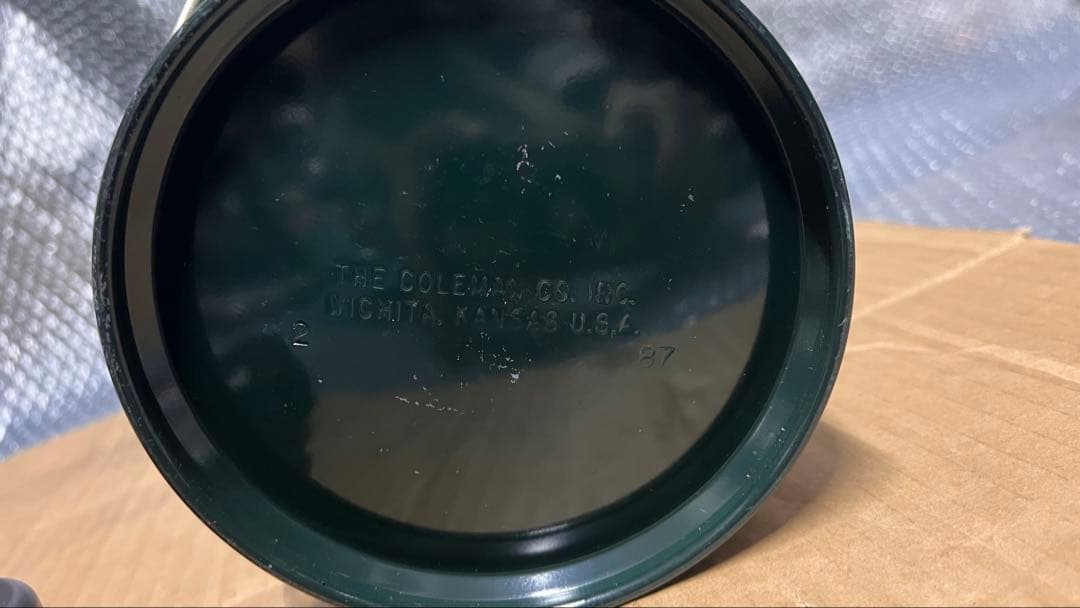 THE COLEMAN CO. INC.
WICHITA, KANSAS U.S.A.
2 87